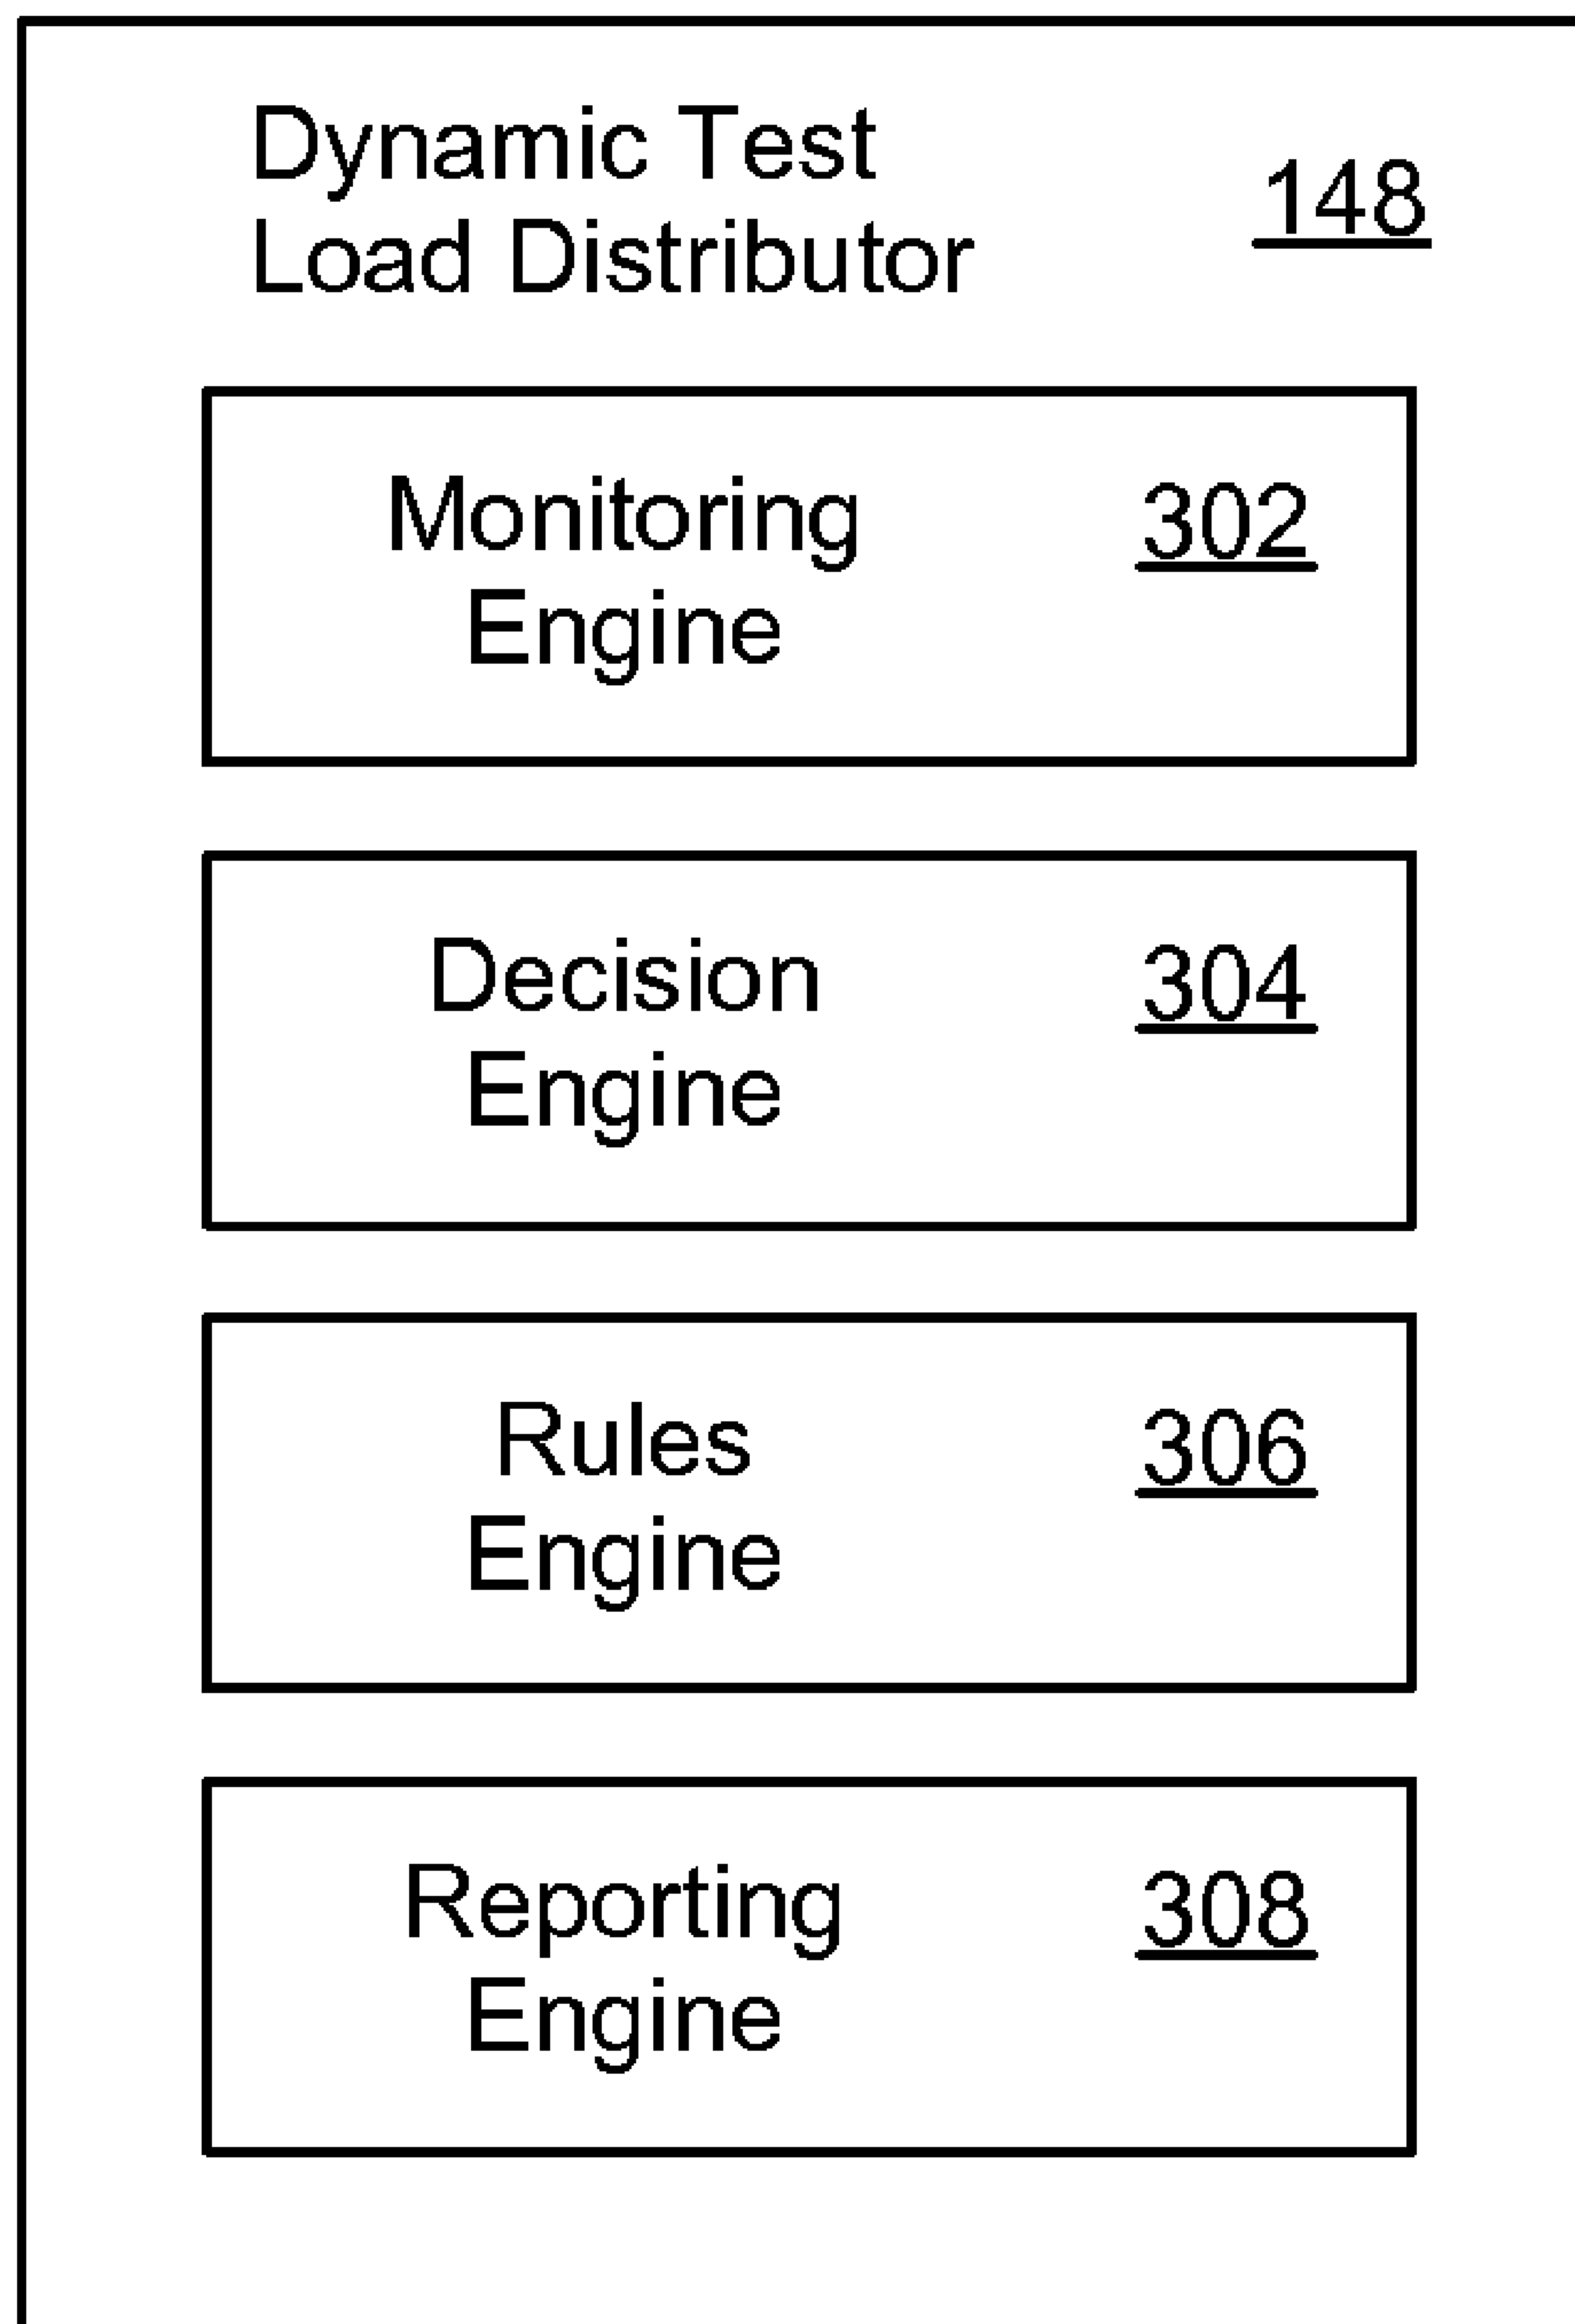 Dynamic Test
Load Distributor
148
Monitoring
Engine
302
Decision
Engine
304
Rules
Engine
306
Reporting
Engine
308